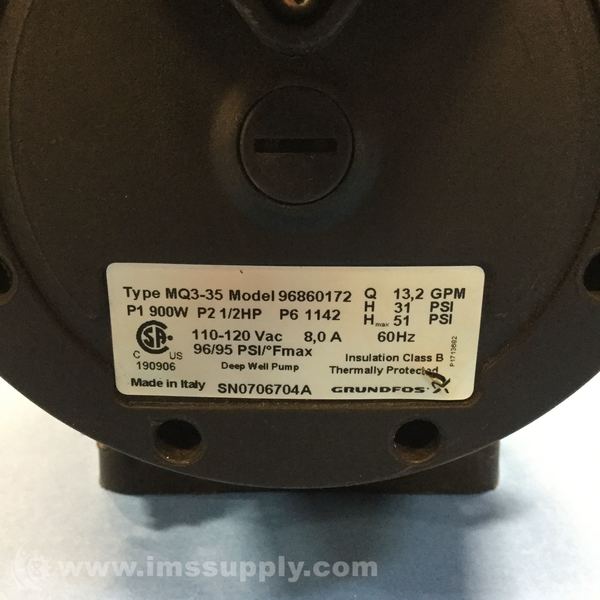 Type MQ3-35 Model 96860172 Q 13,2 GPM
P1 900W P2 1/2HP P6 1142 H 31 PSI
Hmax 51 PSI
110-120 Vac 8,0 A 60Hz
96/95 PSI/°Fmax
Insulation Class B
C US
190906
Deep Well Pump
Thermally Protected
Made in Italy SN0706704A
GRUNDFOS
P1713692
www.imssupply.com